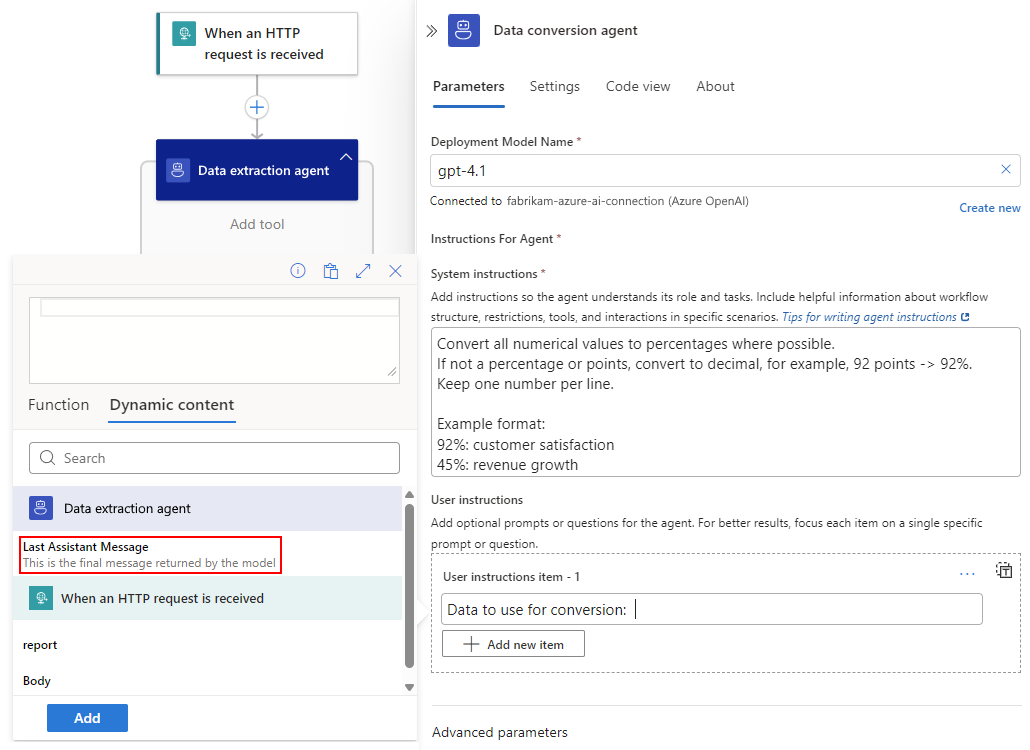 When an HTTP
request is received
Data extraction agent
Add tool
Function
Dynamic content
Search
Data extraction agent
Last Assistant Message
This is the final message returned by the model
When an HTTP request is received
report
Body
Add
Data conversion agent
Parameters
Settings
Code view
About
Deployment Model Name *
gpt-4.1
Connected to fabrikam-azure-ai-connection (Azure OpenAI)
Create new
Instructions For Agent *
System instructions *
Add instructions so the agent understands its role and tasks. Include helpful information about workflow
structure, restrictions, tools, and interactions in specific scenarios. Tips for writing agent instructions
Convert all numerical values to percentages where possible.
If not a percentage or points, convert to decimal, for example, 92 points -> 92%.
Keep one number per line.
Example format:
92%: customer satisfaction
45%: revenue growth
User instructions
Add optional prompts or questions for the agent. For better results, focus each item on a single specific
prompt or question.
User instructions item - 1
Data to use for conversion:
Add new item
Advanced parameters